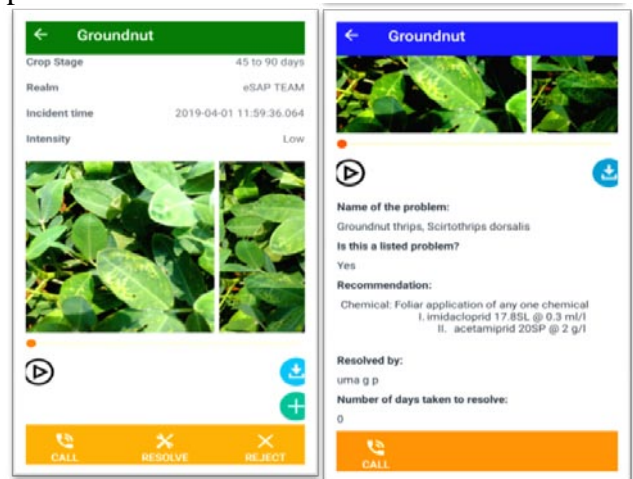 Groundnut
Crop Stage 45 to 90 days
Realm eSAP TEAM
Incident time 2019-04-01 11:59:36.064
Intensity Low
CALL RESOLVE REJECT
Groundnut
Name of the problem:
Groundnut thrips, Scirtothrips dorsalis
Is this a listed problem?
Yes
Recommendation:
Chemical: Foliar application of any one chemical
I. imidacloprid 17.8SL @ 0.3 ml/l
II. acetamiprid 20SP @ 2 g/l
Resolved by:
uma g p
Number of days taken to resolve:
0
CALL